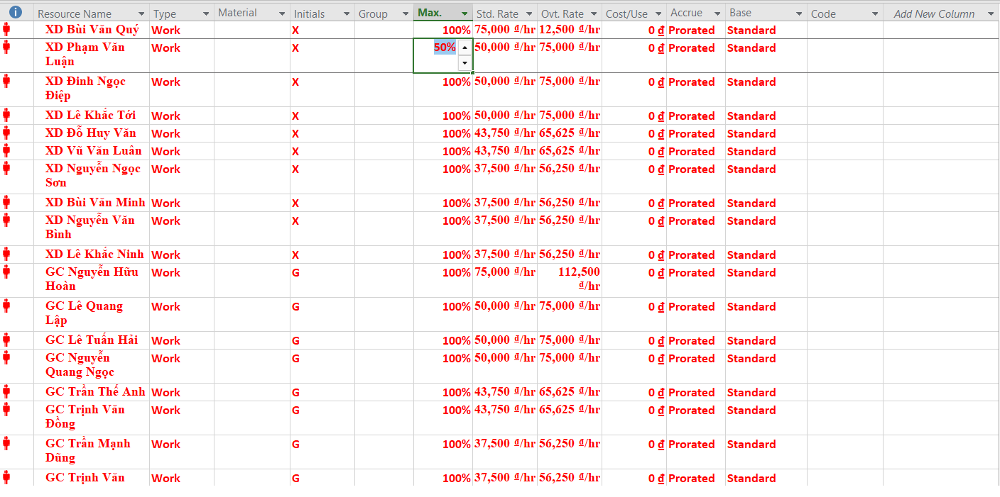 Resource Name Type Material Initials Group Max. Std. Rate Ovt. Rate Cost/Use Accrue Base Code Add New Column
XD Bùi Văn Quý Work X 100% 75,000 ₫/hr 12,500 ₫/hr 0 ₫ Prorated Standard
XD Phạm Văn Work X 50% 50,000 ₫/hr 75,000 ₫/hr 0 ₫ Prorated Standard
Luận
XD Đinh Ngọc Work X 100% 50,000 ₫/hr 75,000 ₫/hr 0 ₫ Prorated Standard
Điệp
XD Lê Khắc Tới Work X 100% 50,000 ₫/hr 75,000 ₫/hr 0 ₫ Prorated Standard
XD Đỗ Huy Văn Work X 100% 43,750 ₫/hr 65,625 ₫/hr 0 ₫ Prorated Standard
XD Vũ Văn Luân Work X 100% 43,750 ₫/hr 65,625 ₫/hr 0 ₫ Prorated Standard
XD Nguyễn Ngọc Work X 100% 37,500 ₫/hr 56,250 ₫/hr 0 ₫ Prorated Standard
Sơn
XD Bùi Văn Minh Work X 100% 37,500 ₫/hr 56,250 ₫/hr 0 ₫ Prorated Standard
XD Nguyễn Văn Work X 100% 37,500 ₫/hr 56,250 ₫/hr 0 ₫ Prorated Standard
Bình
XD Lê Khắc Ninh Work X 100% 37,500 ₫/hr 56,250 ₫/hr 0 ₫ Prorated Standard
GC Nguyễn Hữu Work G 100% 75,000 ₫/hr 112,500 0 ₫ Prorated Standard
Hoàn ₫/hr
GC Lê Quang Work G 100% 50,000 ₫/hr 75,000 ₫/hr 0 ₫ Prorated Standard
Lập
GC Lê Tuấn Hải Work G 100% 50,000 ₫/hr 75,000 ₫/hr 0 ₫ Prorated Standard
GC Nguyễn Work G 100% 50,000 ₫/hr 75,000 ₫/hr 0 ₫ Prorated Standard
Quang Ngọc
GC Trần Thế Anh Work G 100% 43,750 ₫/hr 65,625 ₫/hr 0 ₫ Prorated Standard
GC Trịnh Văn Work G 100% 43,750 ₫/hr 65,625 ₫/hr 0 ₫ Prorated Standard
Đồng
GC Trần Mạnh Work G 100% 37,500 ₫/hr 56,250 ₫/hr 0 ₫ Prorated Standard
Dũng
GC Trịnh Văn Work G 100% 37,500 ₫/hr 56,250 ₫/hr 0 ₫ Prorated Standard